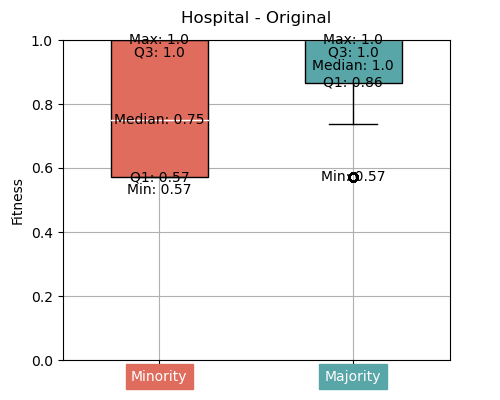 Hospital - Original
Max: 1.0
Q3: 1.0
Median: 0.75
Q1: 0.57
Min: 0.57
Max: 1.0
Q3: 1.0
Median: 1.0
Q1: 0.86
Min: 0.57
Fitness
1.0
0.8
0.6
0.4
0.2
0.0
Minority
Majority